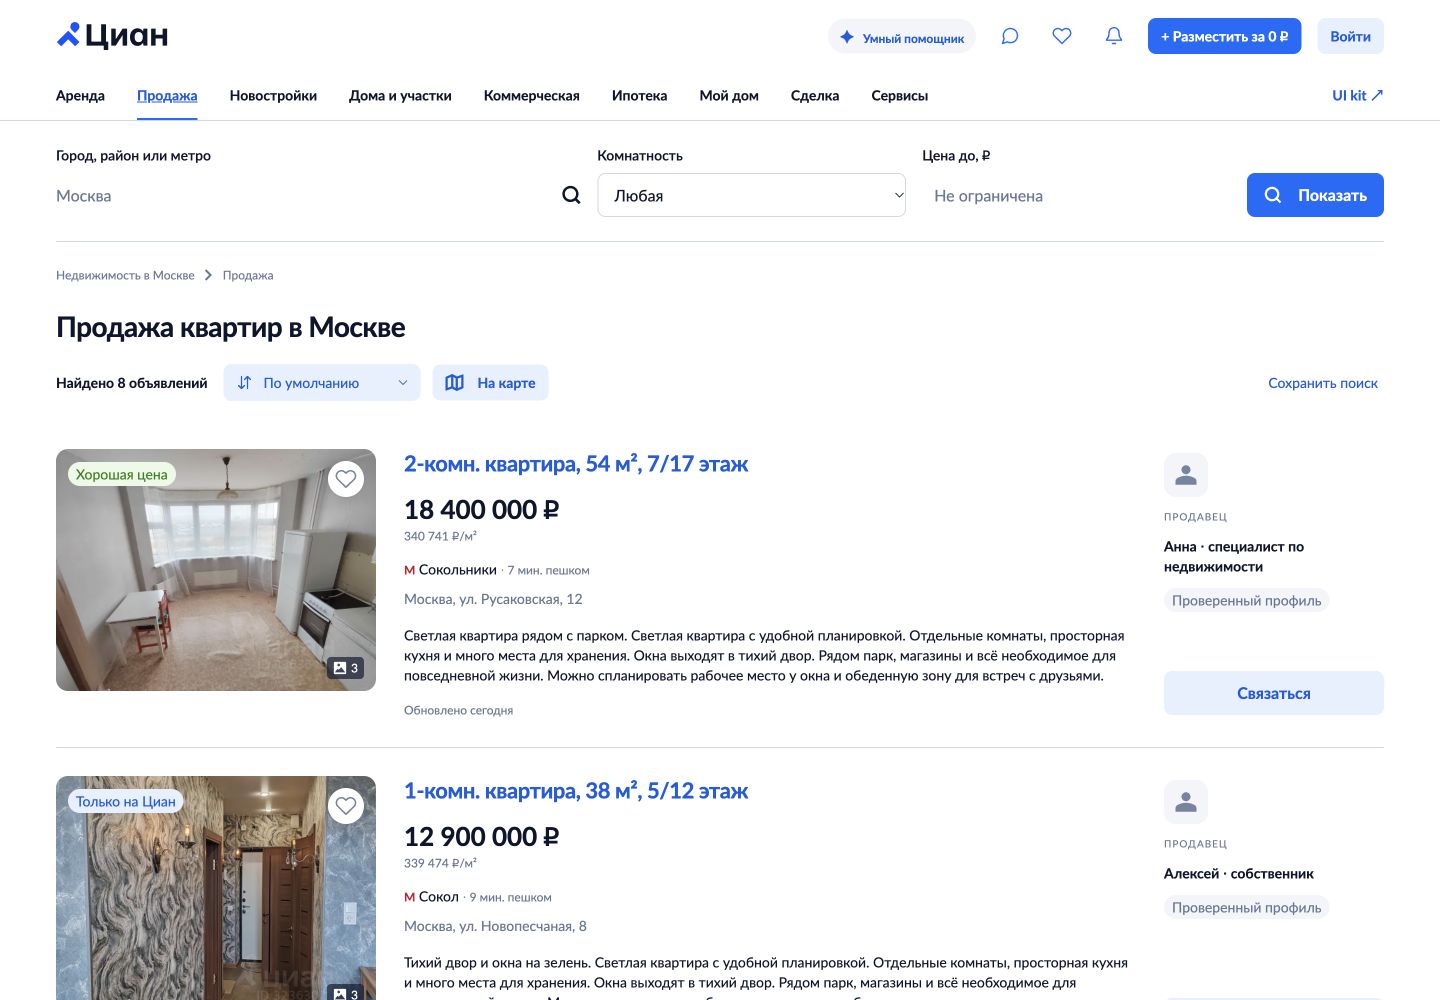 Циан
Умный помощник
+ Разместить за 0 ₽
Войти
Аренда
Продажа
Новостройки
Дома и участки
Коммерческая
Ипотека
Мой дом
Сделка
Сервисы
UI kit ↗
Город, район или метро
Комнатность
Цена до, ₽
Москва
Любая
Не ограничена
Показать
Недвижимость в Москве
Продажа
Продажа квартир в Москве
Найдено 8 объявлений
По умолчанию
На карте
Сохранить поиск
Хорошая цена
3
2-комн. квартира, 54 м², 7/17 этаж
18 400 000 ₽
340 741 ₽/м²
М Сокольники · 7 мин. пешком
Москва, ул. Русаковская, 12
Светлая квартира рядом с парком. Светлая квартира с удобной планировкой. Отдельные комнаты, просторная
кухня и много места для хранения. Окна выходят в тихий двор. Рядом парк, магазины и всё необходимое для
повседневной жизни. Можно спланировать рабочее место у окна и обеденную зону для встреч с друзьями.
Обновлено сегодня
ПРОДАВЕЦ
Анна · специалист по
недвижимости
Проверенный профиль
Связаться
Только на Циан
3
1-комн. квартира, 38 м², 5/12 этаж
12 900 000 ₽
339 474 ₽/м²
М Сокол · 9 мин. пешком
Москва, ул. Новопесчаная, 8
Тихий двор и окна на зелень. Светлая квартира с удобной планировкой. Отдельные комнаты, просторная кухня
и много места для хранения. Окна выходят в тихий двор. Рядом парк, магазины и всё необходимое для
ПРОДАВЕЦ
Алексей · собственник
Проверенный профиль